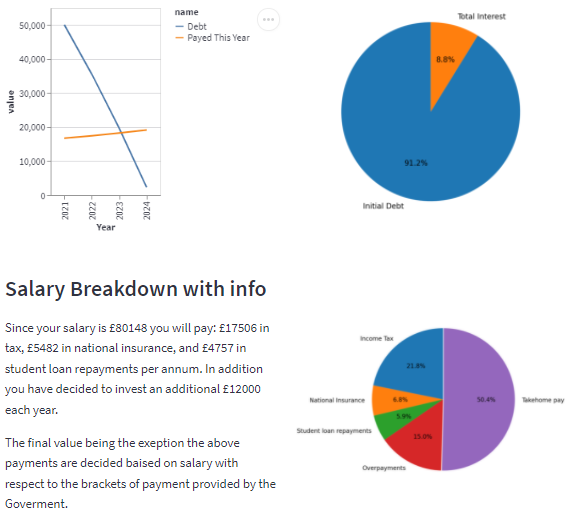 name
Debt
Payed This Year
value
50,000
40,000
30,000
20,000
10,000
0
2021
2022
2023
2024
Year
Total Interest
8.8%
91.2%
Initial Debt
Salary Breakdown with info
Since your salary is £80148 you will pay: £17506 in
tax, £5482 in national insurance, and £4757 in
student loan repayments per annum. In addition
you have decided to invest an additional £12000
each year.
The final value being the exeption the above
payments are decided baised on salary with
respect to the brackets of payment provided by the
Goverment.
Income Tax
21.8%
National Insurance
6.8%
Student loan repayments
5.9%
15.0%
Overpayments
50.4%
Takehome pay